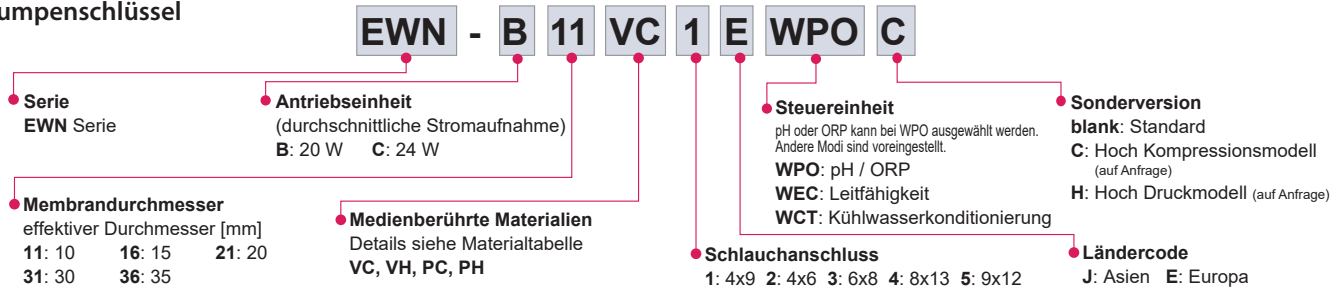 umpenschlüssel
EWN - B 11 VC 1 E WPO C
Serie
EWN Serie
Antriebseinheit
(durchschnittliche Stromaufnahme)
B: 20 W C: 24 W
Steuereinheit
pH oder ORP kann bei WPO ausgewählt werden.
Andere Modi sind voreingestellt.
WPO: pH / ORP
WEC: Leitfähigkeit
WCT: Kühlwasserkonditionierung
Sonderversion
blank: Standard
C: Hoch Kompressionsmodell
(auf Anfrage)
H: Hoch Druckmodell (auf Anfrage)
Membrandurchmesser
effektiver Durchmesser [mm]
11: 10 16: 15 21: 20
31: 30 36: 35
Medienberührte Materialien
Details siehe Materialtabelle
VC, VH, PC, PH
Schlauchanschluss
1: 4x9 2: 4x6 3: 6x8 4: 8x13 5: 9x12
Ländercode
J: Asien E: Europa